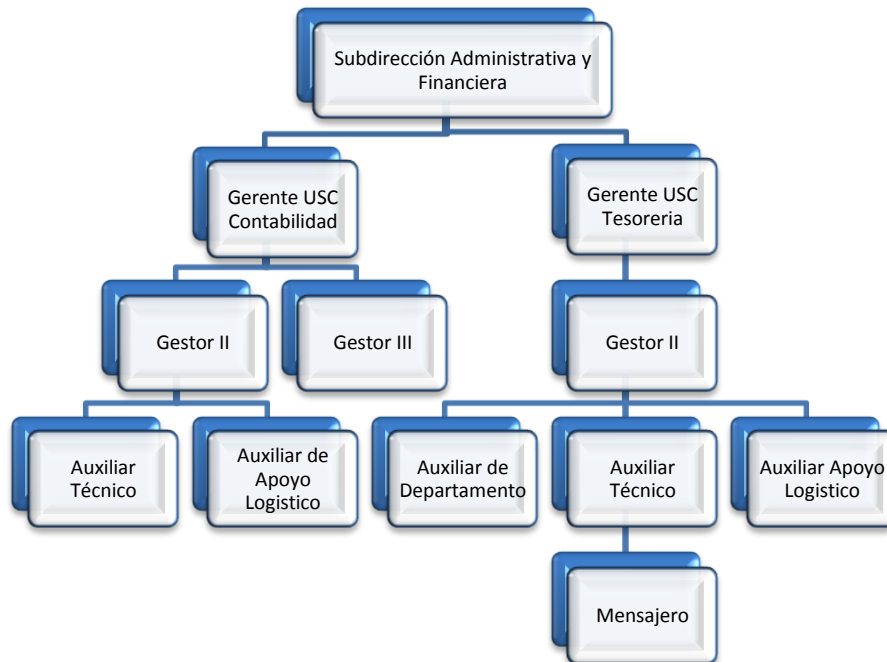 Subdirección Administrativa y
Financiera
Gerente USC
Contabilidad
Gerente USC
Tesoreria
Gestor II
Gestor III
Gestor II
Auxiliar
Técnico
Auxiliar de
Apoyo
Logistico
Auxiliar de
Departamento
Auxiliar
Técnico
Auxiliar Apoyo
Logistico
Mensajero